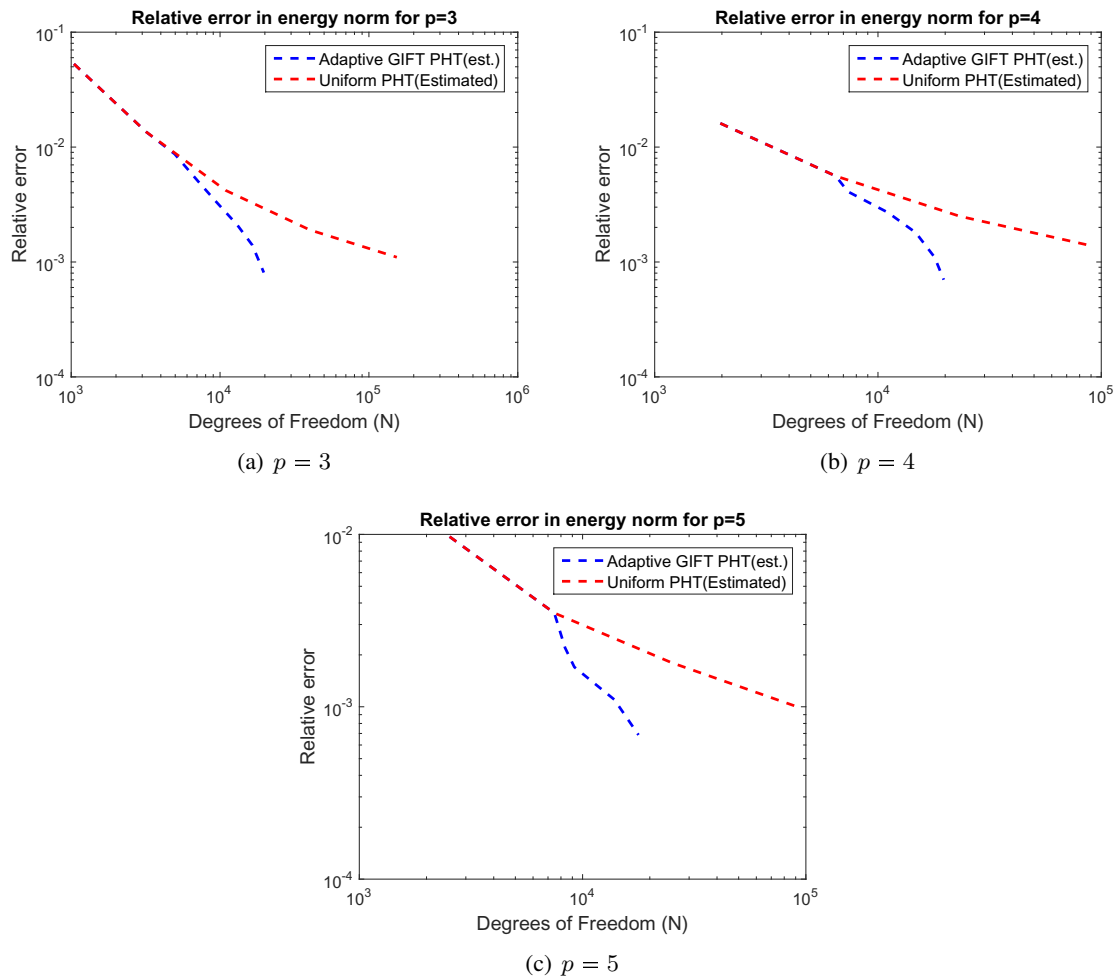 Relative error in energy norm for p=3
Adaptive GIFT PHT(est.)
Uniform PHT(Estimated)
10^-1
10^-2
10^-3
10^-4
Relative error
10^3
10^4
10^5
10^6
Degrees of Freedom (N)
(a) p = 3
Relative error in energy norm for p=4
Adaptive GIFT PHT(est.)
Uniform PHT(Estimated)
10^-1
10^-2
10^-3
10^-4
Relative error
10^3
10^4
10^5
Degrees of Freedom (N)
(b) p = 4
Relative error in energy norm for p=5
Adaptive GIFT PHT(est.)
Uniform PHT(Estimated)
10^-2
10^-3
10^-4
Relative error
10^3
10^4
10^5
Degrees of Freedom (N)
(c) p = 5